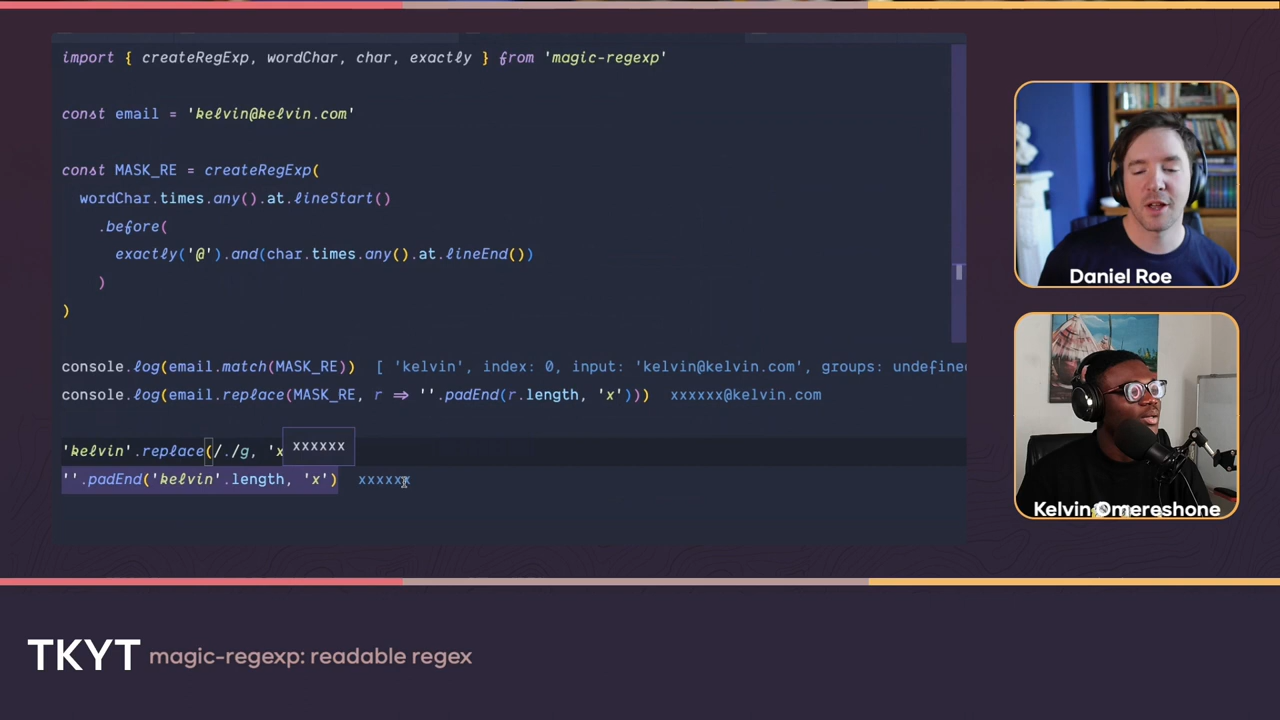 import { createRegExp, wordChar, char, exactly } from 'magic-regexp'
const email = 'kelvin@kelvin.com'
const MASK_RE = createRegExp(
wordChar.times.any().at.lineStart()
.before(
exactly('@').and(char.times.any().at.lineEnd())
)
)
console.log(email.match(MASK_RE)) [ 'kelvin', index: 0, input: 'kelvin@kelvin.com', groups: undefined
console.log(email.replace(MASK_RE, r => ''.padEnd(r.length, 'x'))) xxxxxx@kelvin.com
'kelvin'.replace(/./g, 'x
xxxxxx
''.padEnd('kelvin'.length, 'x') xxxxxx
Daniel Roe
Kelvin Omereshone
TKYT magic-regexp: readable regex